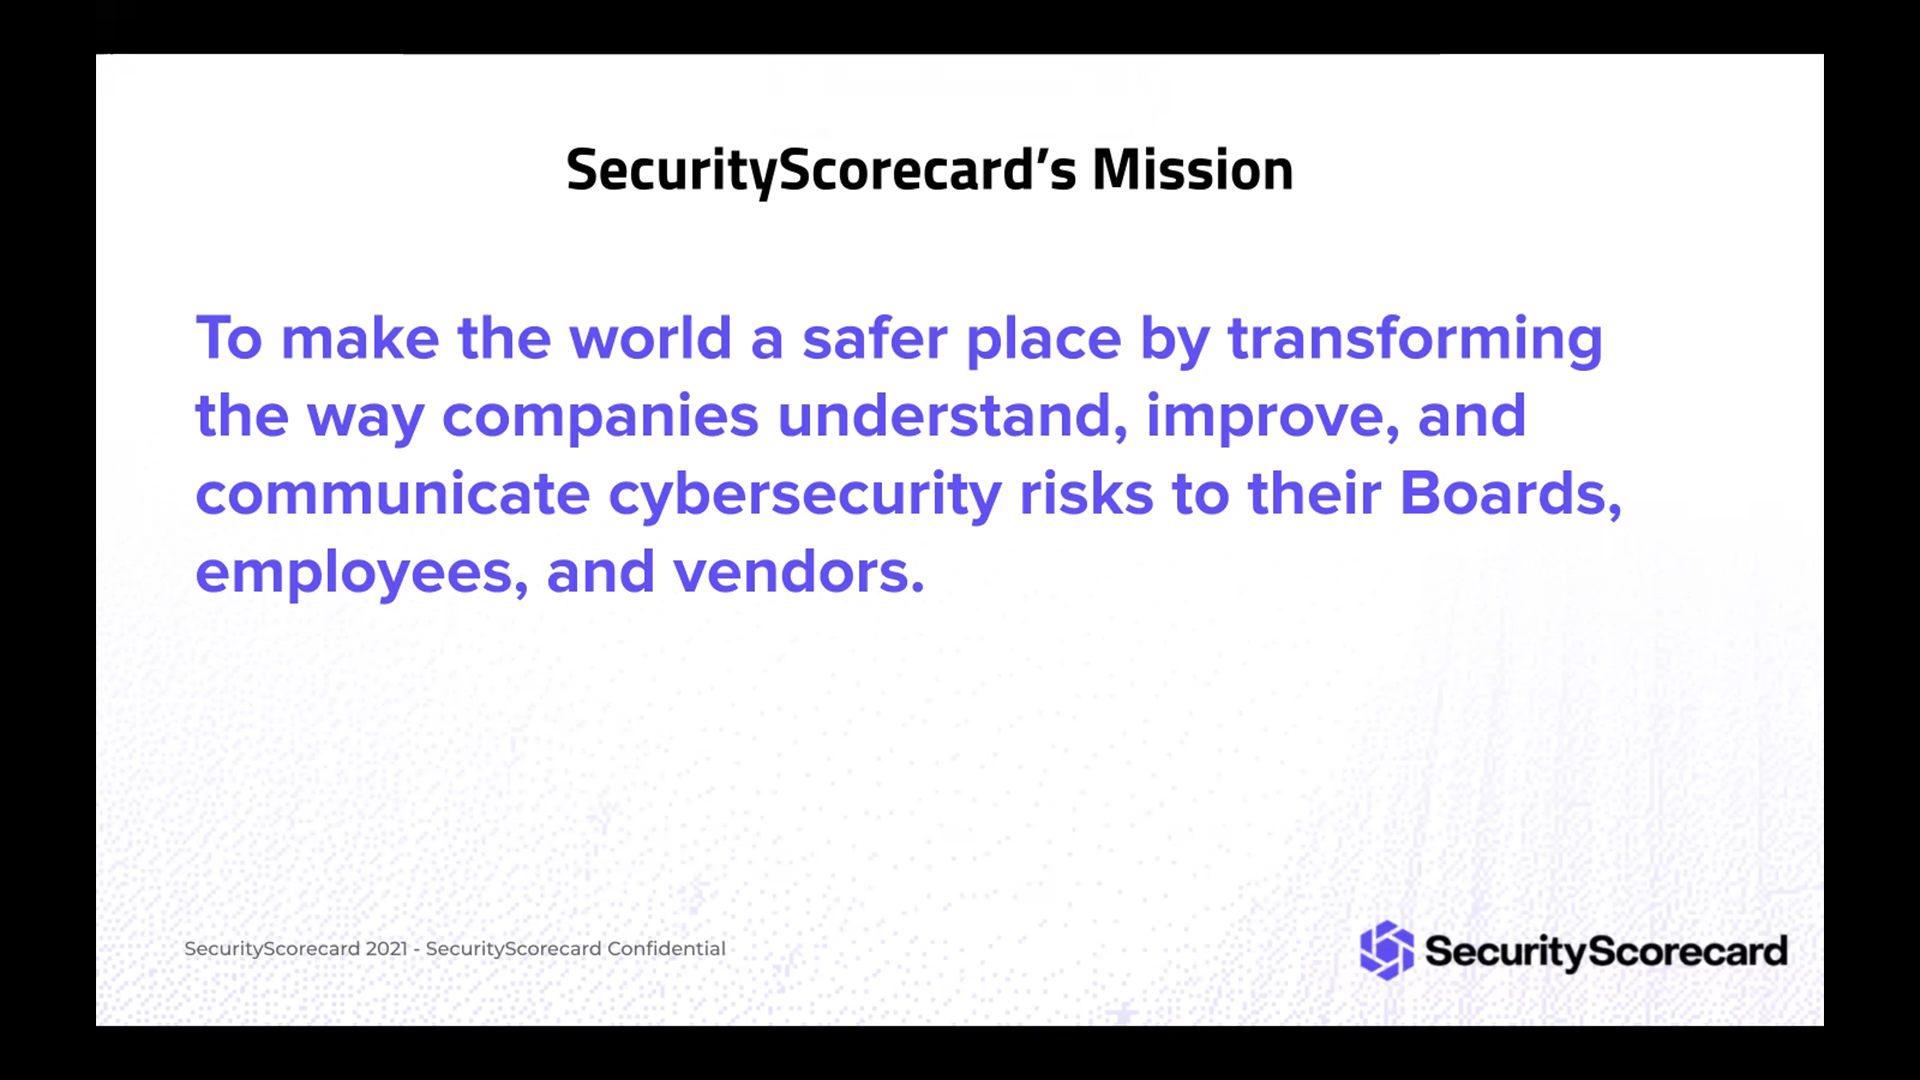 SecurityScorecard’s Mission
To make the world a safer place by transforming
the way companies understand, improve, and
communicate cybersecurity risks to their Boards,
employees, and vendors.
SecurityScorecard 2021 - SecurityScorecard Confidential
SecurityScorecard